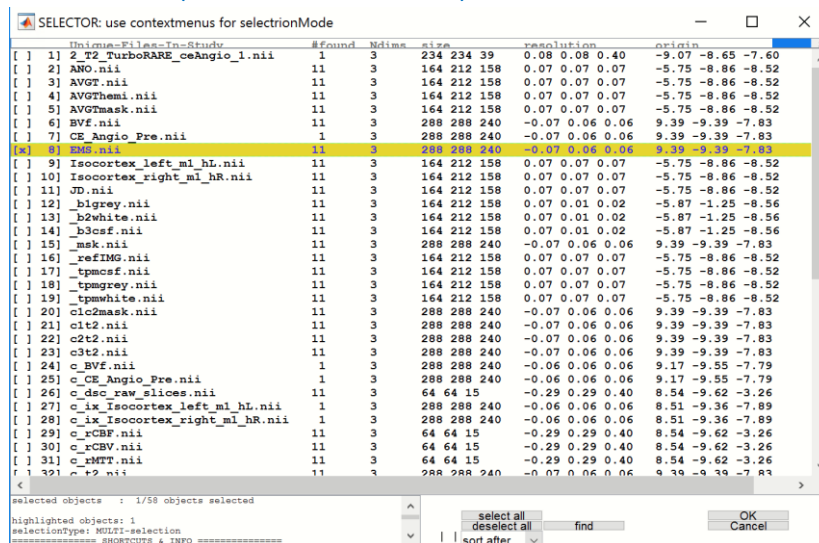 SELECTOR: use contextmenus for selectrionMode
Unique-Files-In-Study #found Ndims size resolution origin
[ ] 1] 2_T2_TurboRARE_ceAngio_1.nii 1 3 234 234 39 0.08 0.08 0.40 -9.07 -8.65 -7.60
[ ] 2] ANO.nii 11 3 164 212 158 0.07 0.07 0.07 -5.75 -8.86 -8.52
[ ] 3] AVGT.nii 11 3 164 212 158 0.07 0.07 0.07 -5.75 -8.86 -8.52
[ ] 4] AVGThemi.nii 11 3 164 212 158 0.07 0.07 0.07 -5.75 -8.86 -8.52
[ ] 5] AVGTmask.nii 11 3 164 212 158 0.07 0.07 0.07 -5.75 -8.86 -8.52
[ ] 6] BVf.nii 11 3 288 288 240 -0.07 0.06 0.06 9.39 -9.39 -7.83
[ ] 7] CE_Angio_Pre.nii 1 3 288 288 240 -0.07 0.06 0.06 9.39 -9.39 -7.83
[x] 8] EMS.nii 11 3 288 288 240 -0.07 0.06 0.06 9.39 -9.39 -7.83
[ ] 9] Isocortex_left_m1_hL.nii 11 3 164 212 158 0.07 0.07 0.07 -5.75 -8.86 -8.52
[ ] 10] Isocortex_right_m1_hR.nii 11 3 164 212 158 0.07 0.07 0.07 -5.75 -8.86 -8.52
[ ] 11] JD.nii 11 3 164 212 158 0.07 0.07 0.07 -5.75 -8.86 -8.52
[ ] 12] _b1grey.nii 11 3 164 212 158 0.07 0.01 0.02 -5.87 -1.25 -8.56
[ ] 13] _b2white.nii 11 3 164 212 158 0.07 0.01 0.02 -5.87 -1.25 -8.56
[ ] 14] _b3csf.nii 11 3 164 212 158 0.07 0.01 0.02 -5.87 -1.25 -8.56
[ ] 15] _msk.nii 11 3 288 288 240 -0.07 0.06 0.06 9.39 -9.39 -7.83
[ ] 16] _refIMG.nii 11 3 164 212 158 0.07 0.07 0.07 -5.75 -8.86 -8.52
[ ] 17] _tpmcsf.nii 11 3 164 212 158 0.07 0.07 0.07 -5.75 -8.86 -8.52
[ ] 18] _tpmgrey.nii 11 3 164 212 158 0.07 0.07 0.07 -5.75 -8.86 -8.52
[ ] 19] _tpmwhite.nii 11 3 164 212 158 0.07 0.07 0.07 -5.75 -8.86 -8.52
[ ] 20] c1c2mask.nii 11 3 288 288 240 -0.07 0.06 0.06 9.39 -9.39 -7.83
[ ] 21] c1t2.nii 11 3 288 288 240 -0.07 0.06 0.06 9.39 -9.39 -7.83
[ ] 22] c2t2.nii 11 3 288 288 240 -0.07 0.06 0.06 9.39 -9.39 -7.83
[ ] 23] c3t2.nii 11 3 288 288 240 -0.07 0.06 0.06 9.39 -9.39 -7.83
[ ] 24] c_BVf.nii 1 3 288 288 240 -0.06 0.06 0.06 9.17 -9.55 -7.79
[ ] 25] c_CE_Angio_Pre.nii 1 3 288 288 240 -0.06 0.06 0.06 9.17 -9.55 -7.79
[ ] 26] c_dsc_raw_slices.nii 11 3 64 64 15 -0.29 0.29 0.40 8.54 -9.62 -3.26
[ ] 27] c_ix_Isocortex_left_m1_hL.nii 1 3 288 288 240 -0.06 0.06 0.06 8.51 -9.36 -7.89
[ ] 28] c_ix_Isocortex_right_m1_hR.nii 1 3 288 288 240 -0.06 0.06 0.06 8.51 -9.36 -7.89
[ ] 29] c_rCBF.nii 11 3 64 64 15 -0.29 0.29 0.40 8.54 -9.62 -3.26
[ ] 30] c_rCBV.nii 11 3 64 64 15 -0.29 0.29 0.40 8.54 -9.62 -3.26
[ ] 31] c_rMTT.nii 11 3 64 64 15 -0.29 0.29 0.40 8.54 -9.62 -3.26
[ ] 32] c_t2.nii 11 3 288 288 240 -0.07 0.06 0.06 9.39 -9.39 -7.83
selected objects : 1/58 objects selected
highlighted objects: 1
selectionType: MULTI-selection
=============== SHORTCUTS & INFO ===============
select all
deselect all find
sort after
OK
Cancel